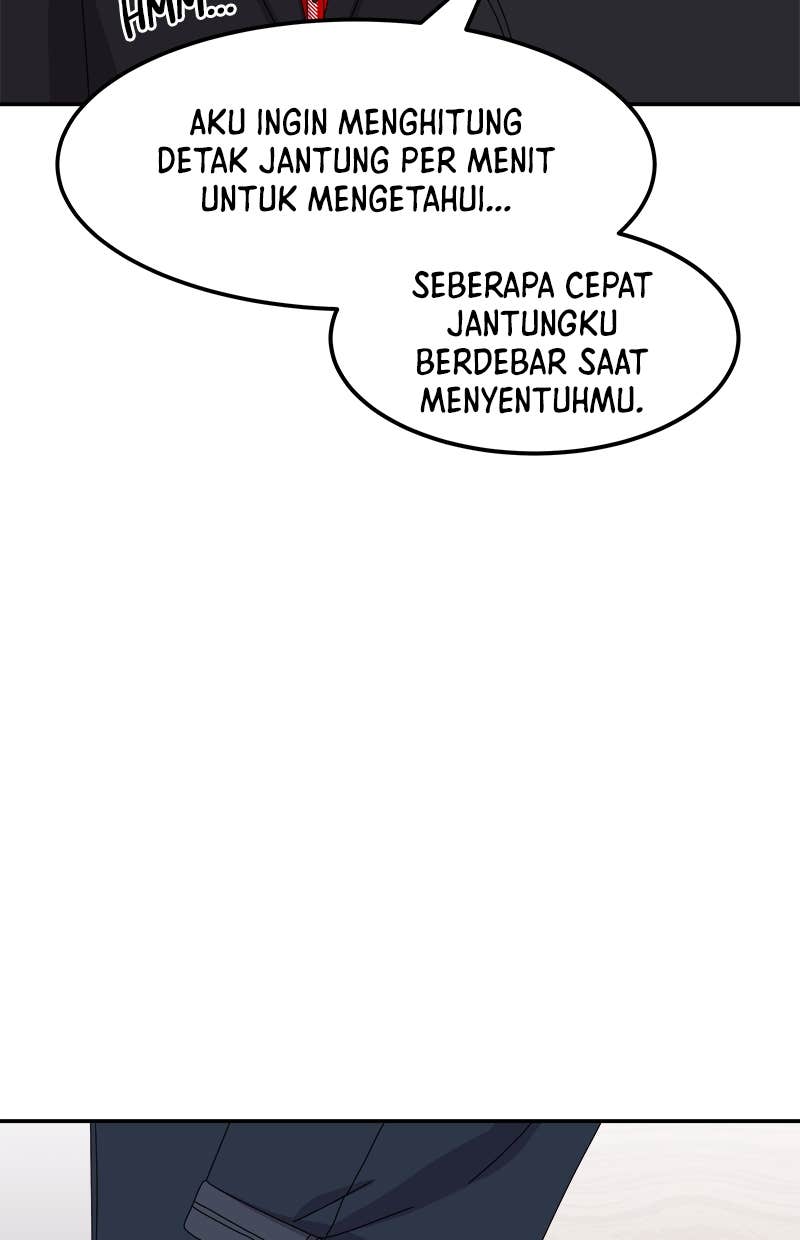 HMM...
AKU INGIN MENGHITUNG
DETAK JANTUNG PER MENIT
UNTUK MENGETAHUI...
SEBERAPA CEPAT
JANTUNGKU
BERDEBAR SAAT
MENYENTUHMU.